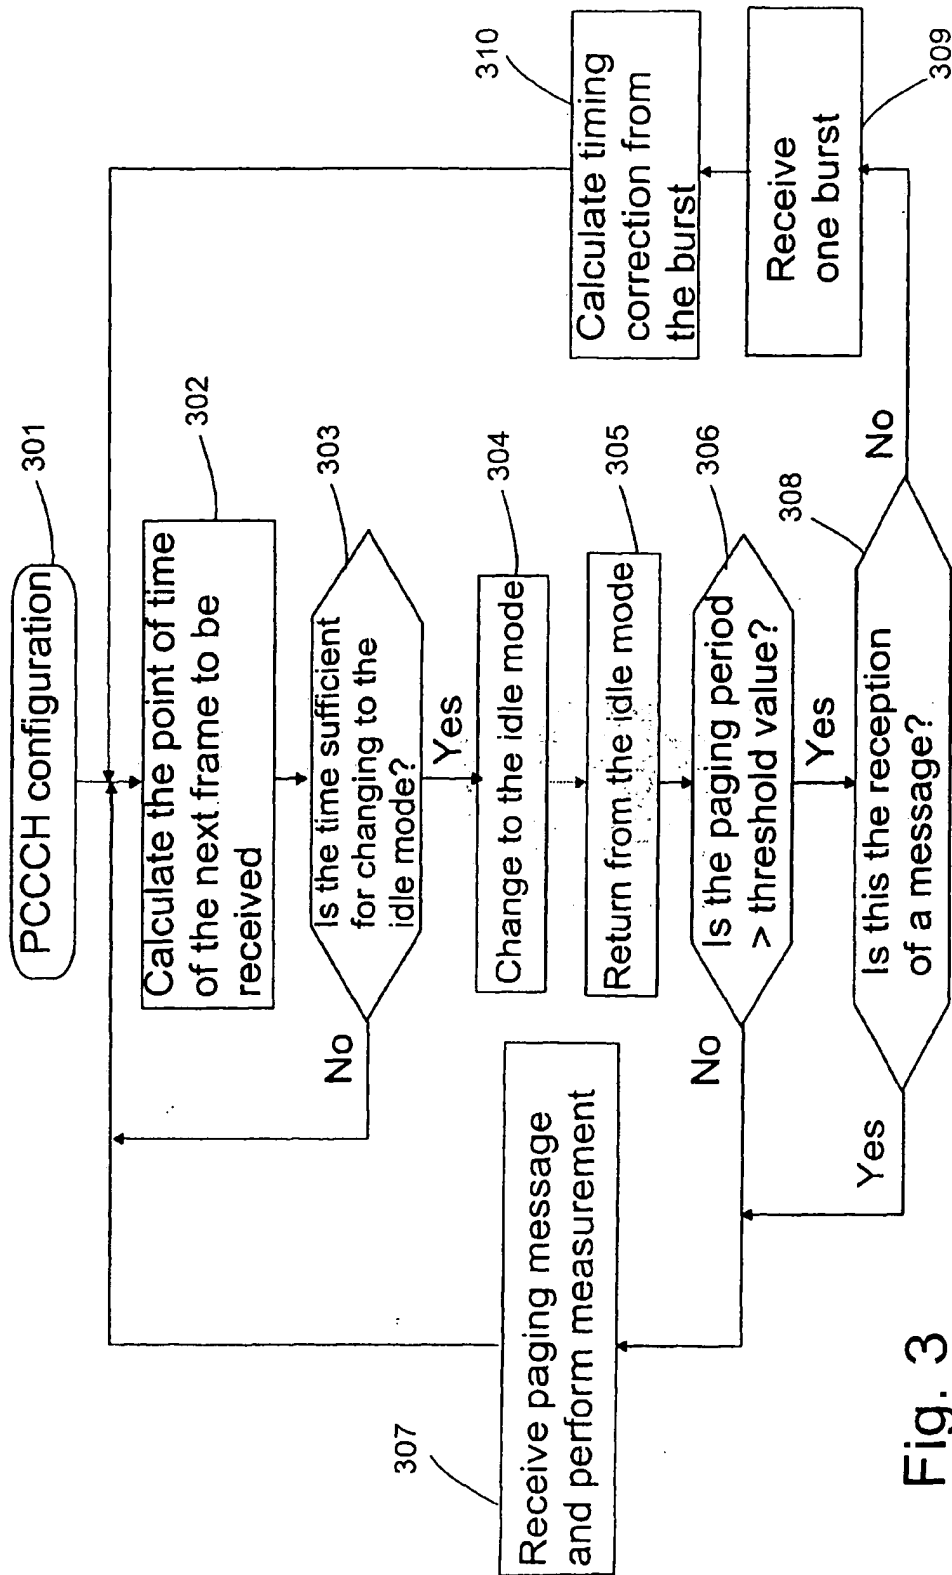 PCCCH configuration
301
Calculate the point of time
of the next frame to be
received
302
Is the time sufficient
for changing to the
idle mode?
303
No
Yes
Change to the idle mode
304
Return from the idle mode
305
Is the paging period
> threshold value?
306
No
Yes
Receive paging message
and perform measurement
307
Is this the reception
of a message?
308
Yes
No
Receive
one burst
309
Calculate timing
correction from
the burst
310
Fig. 3